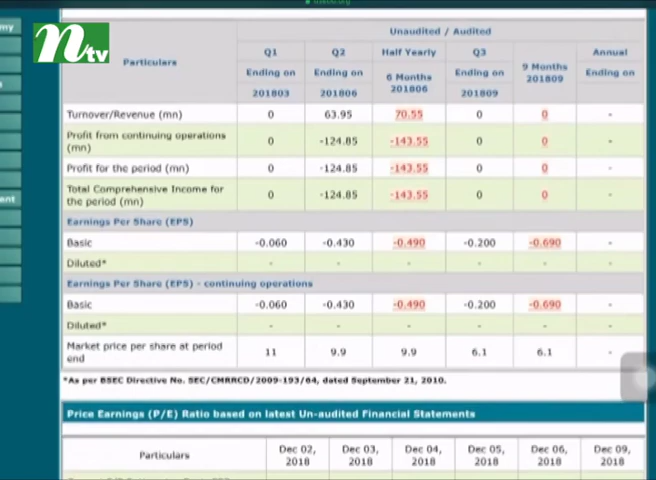 ntv
my
ent
Unaudited / Audited
Particulars
Q1
Q2
Half Yearly
Q3
9 Months
201809
Annual
Ending on
Ending on
6 Months
201806
Ending on
Ending on
201803
201806
201809
Turnover/Revenue (mn) 0 63.95 70.55 0 0 -
Profit from continuing operations
(mn) 0 -124.85 -143.55 0 0 -
Profit for the period (mn) 0 -124.85 -143.55 0 0 -
Total Comprehensive Income for
the period (mn) 0 -124.85 -143.55 0 0 -
Earnings Per Share (EPS)
Basic -0.060 -0.430 -0.490 -0.200 -0.690 -
Diluted* - - - - - -
Earnings Per Share (EPS) - continuing operations
Basic -0.060 -0.430 -0.490 -0.200 -0.690 -
Diluted* - - - - - -
Market price per share at period
end 11 9.9 9.9 6.1 6.1 -
*As per BSEC Directive No. SEC/CMRRCD/2009-193/64, dated September 21, 2010.
Price Earnings (P/E) Ratio based on latest Un-audited Financial Statements
Particulars
Dec 02,
2018
Dec 03,
2018
Dec 04,
2018
Dec 05,
2018
Dec 06,
2018
Dec 09,
2018